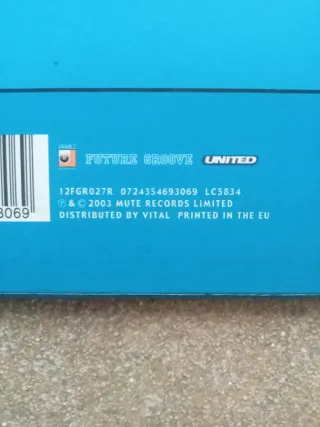 FUTURE GROOVE UNITED
3069
12FGR027R 0724354693069 LC5834
℗ & © 2003 MUTE RECORDS LIMITED
DISTRIBUTED BY VITAL PRINTED IN THE EU